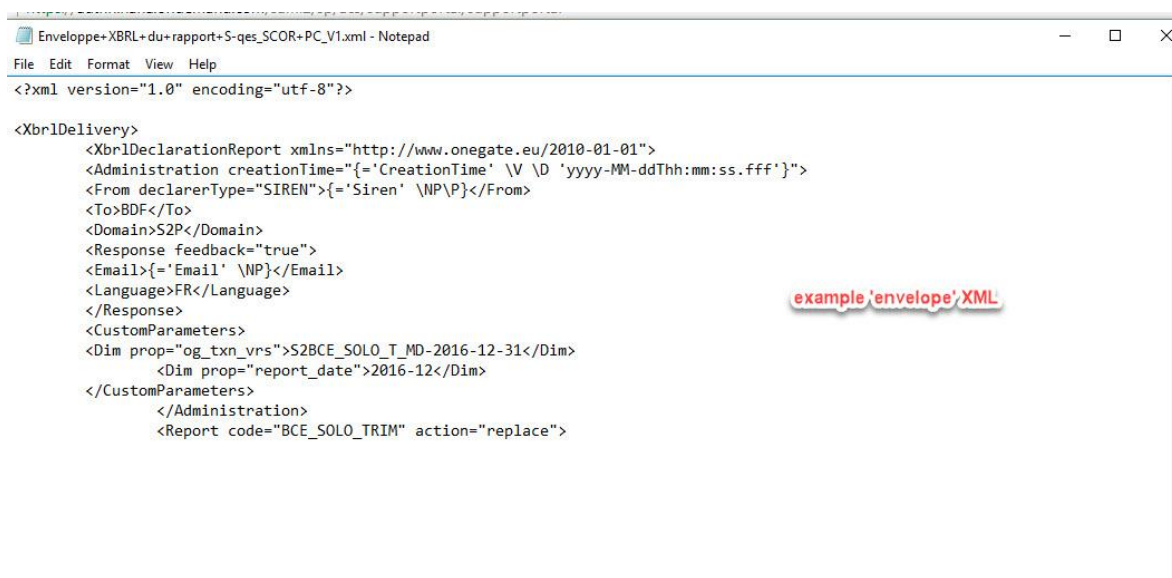 Enveloppe+XBRL+du+rapport+S-qes_SCOR+PC_V1.xml - Notepad
File Edit Format View Help
<?xml version="1.0" encoding="utf-8"?>
<XbrlDelivery>
<XbrlDeclarationReport xmlns="http://www.onegate.eu/2010-01-01">
<Administration creationTime="{='CreationTime' \V \D 'yyyy-MM-ddThh:mm:ss.fff'}">
<From declarerType="SIREN">{='Siren' \NP\P}</From>
<To>BDF</To>
<Domain>S2P</Domain>
<Response feedback="true">
<Email>{='Email' \NP}</Email>
<Language>FR</Language>
</Response>
example 'envelope' XML
<CustomParameters>
<Dim prop="og_txn_vrs">S2BCE_SOLO_T_MD-2016-12-31</Dim>
<Dim prop="report_date">2016-12</Dim>
</CustomParameters>
</Administration>
<Report code="BCE_SOLO_TRIM" action="replace">